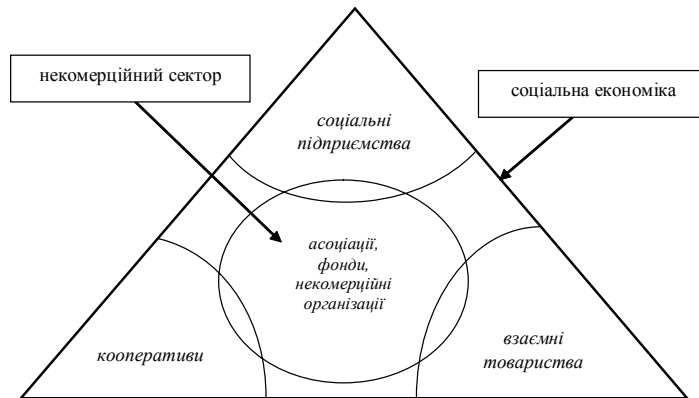 некомерційний сектор
соціальна економіка
соціальні
підприємства
асоціації,
фонди,
некомерційні
організації
кооперативи
взаємні
товариства